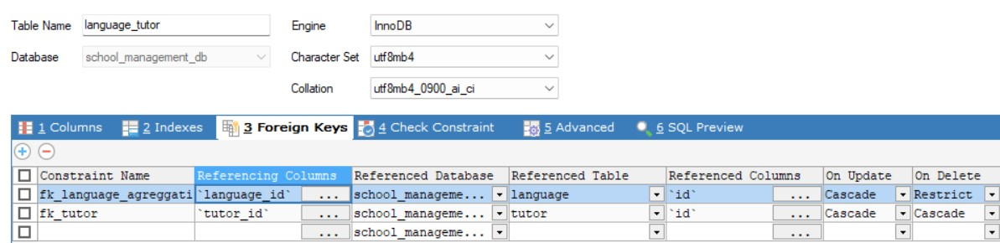 Table Name language_tutor Engine InnoDB
Database school_management_db Character Set utf8mb4
Collation utf8mb4_0900_ai_ci
1 Columns 2 Indexes 3 Foreign Keys 4 Check Constraint 5 Advanced 6 SQL Preview
Constraint Name Referencing Columns Referenced Database Referenced Table Referenced Columns On Update On Delete
fk_language_agreggati `language_id` ... school_manageme... language `id` ... Cascade Restrict
fk_tutor `tutor_id` ... school_manageme... tutor `id` ... Cascade Cascade
... school_manageme... ...